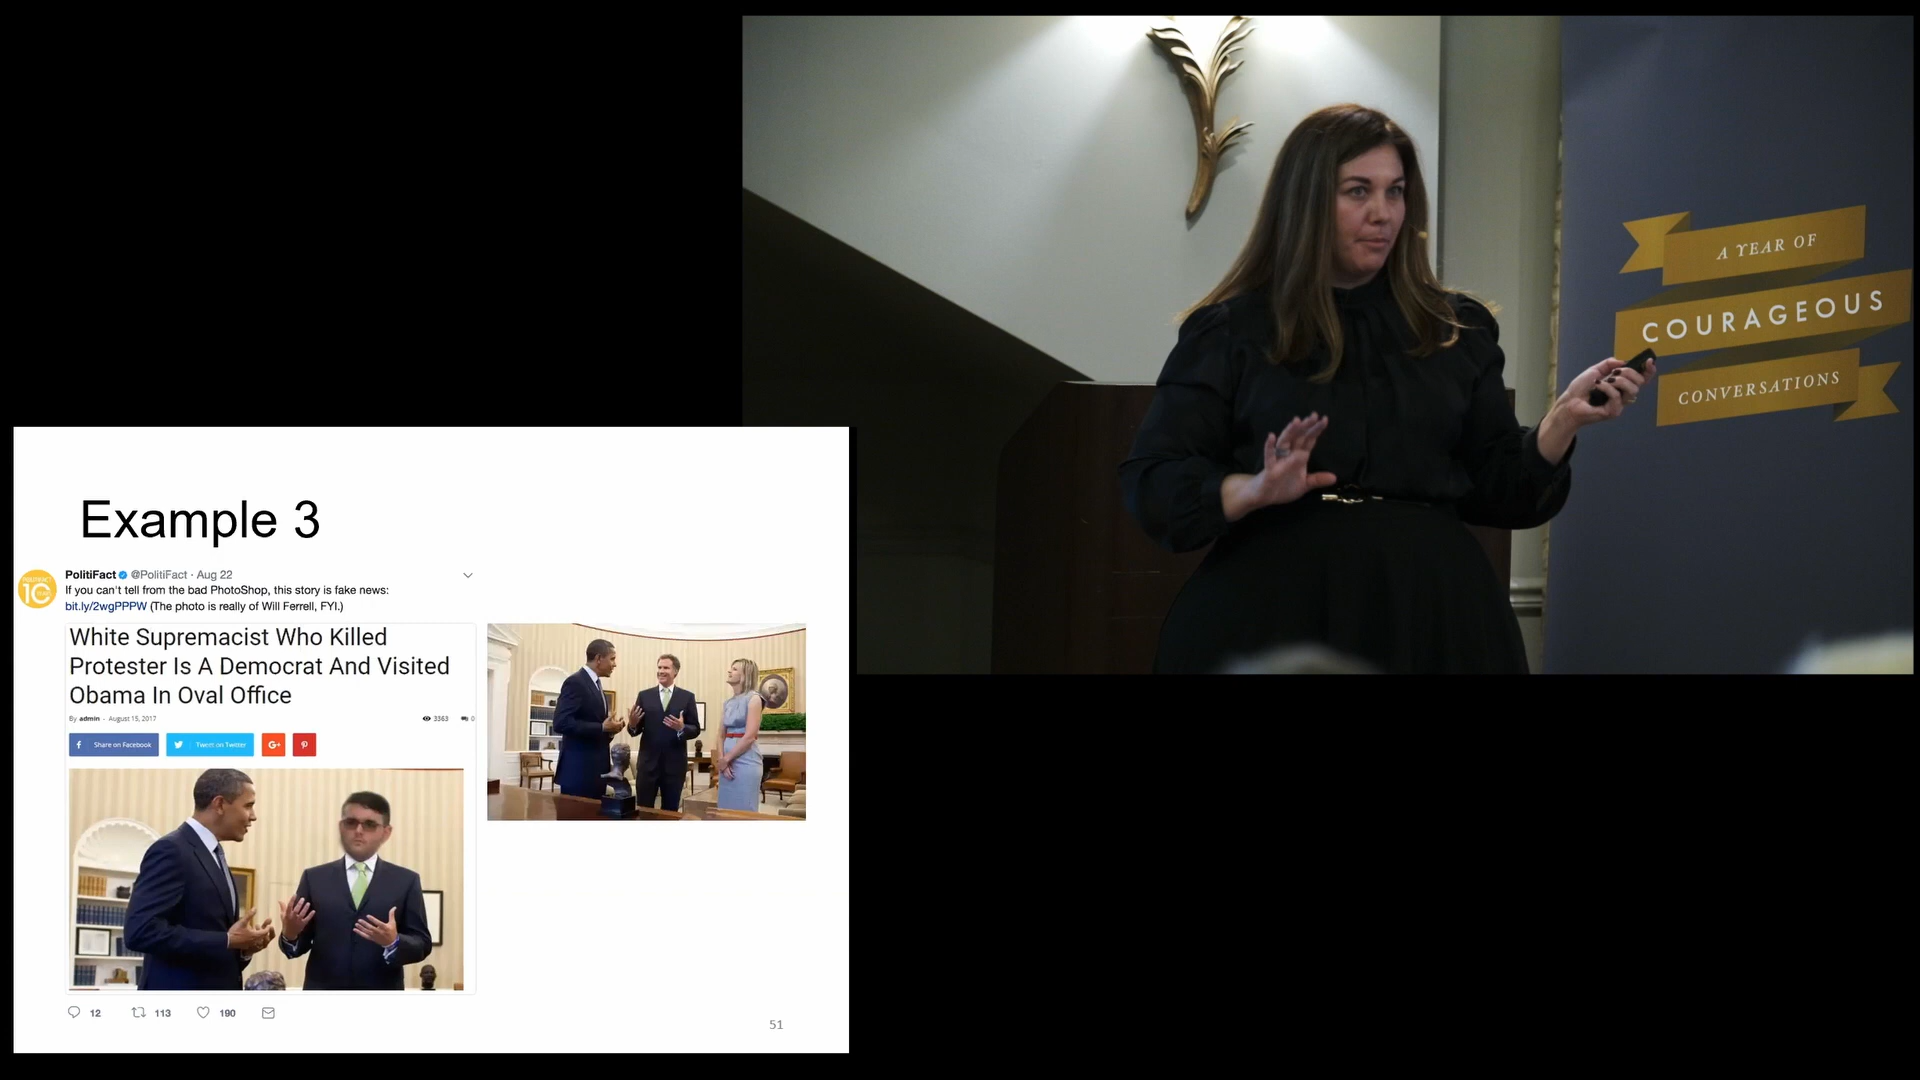 A YEAR OF
COURAGEOUS
CONVERSATIONS
Example 3
PolitiFact @PolitiFact · Aug 22
If you can't tell from the bad PhotoShop, this story is fake news:
bit.ly/2wgPPPW (The photo is really of Will Ferrell, FYI.)
White Supremacist Who Killed
Protester Is A Democrat And Visited
Obama In Oval Office
By admin - August 15, 2017 3363 0
Share on Facebook Tweet on Twitter G+
12 113 190
51